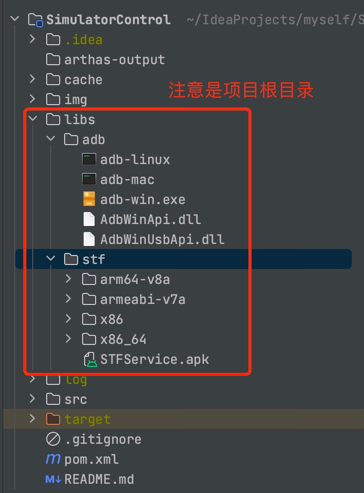 SimulatorControl ~/IdeaProjects/myself/S
.idea
arthas-output
cache
img
注意是项目根目录
libs
adb
adb-linux
adb-mac
adb-win.exe
AdbWinApi.dll
AdbWinUsbApi.dll
stf
arm64-v8a
armeabi-v7a
x86
x86_64
STFService.apk
log
src
target
.gitignore
pom.xml
README.md